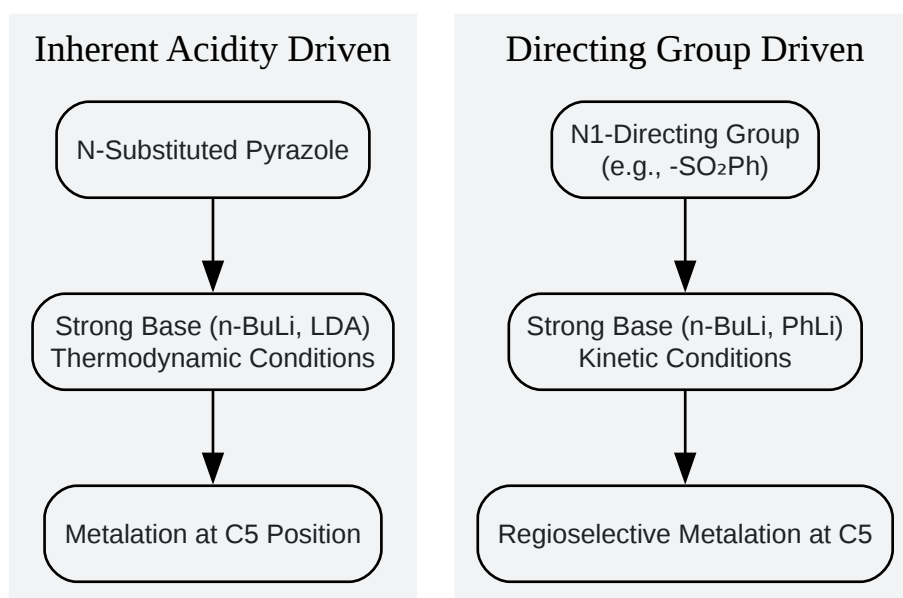 Inherent Acidity Driven
N-Substituted Pyrazole
Strong Base (n-BuLi, LDA)
Thermodynamic Conditions
Metalation at C5 Position
Directing Group Driven
N1-Directing Group
(e.g., -SO₂Ph)
Strong Base (n-BuLi, PhLi)
Kinetic Conditions
Regioselective Metalation at C5